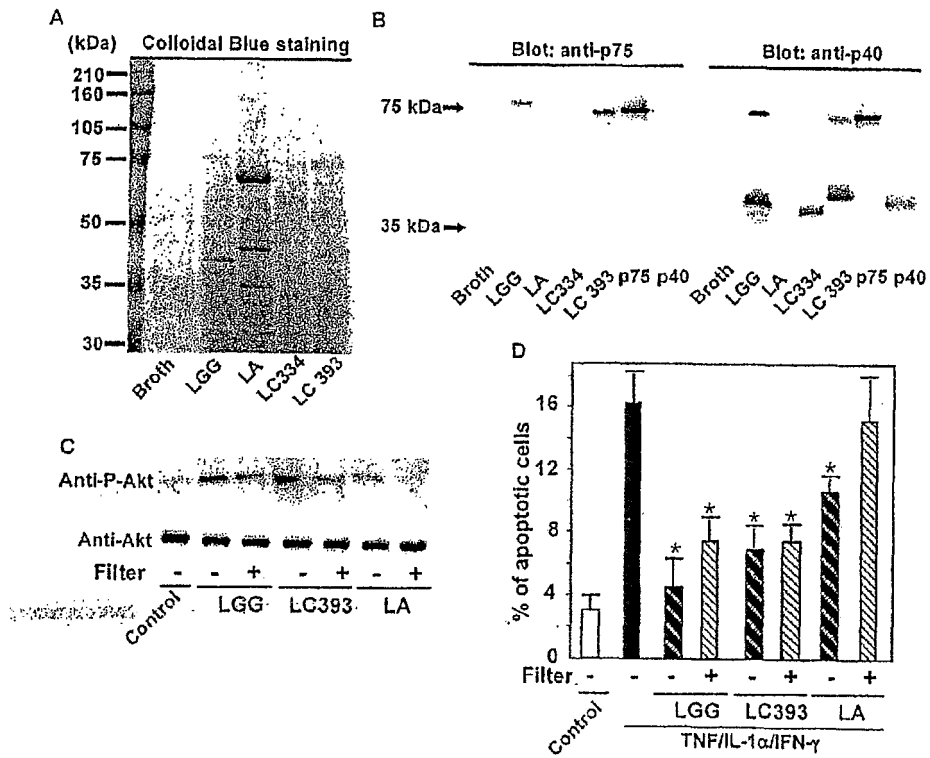 A
(kDa)
Colloidal Blue staining
210
160
105
75
50
35
30
Broth
LGG
LA
LC334
LC 393
B
Blot: anti-p75
Blot: anti-p40
75 kDa
35 kDa
Broth
LGG
LA
LC334
LC 393
p75
p40
Broth
LGG
LA
LC334
LC 393
p75
p40
C
Anti-P-Akt
Anti-Akt
Filter
- - + - + - +
Control
LGG
LC393
LA
D
% of apoptotic cells
16
12
8
4
0
* * * * *
Filter
- - - + - + - +
Control
LGG
LC393
LA
TNF/IL-1α/IFN-γ